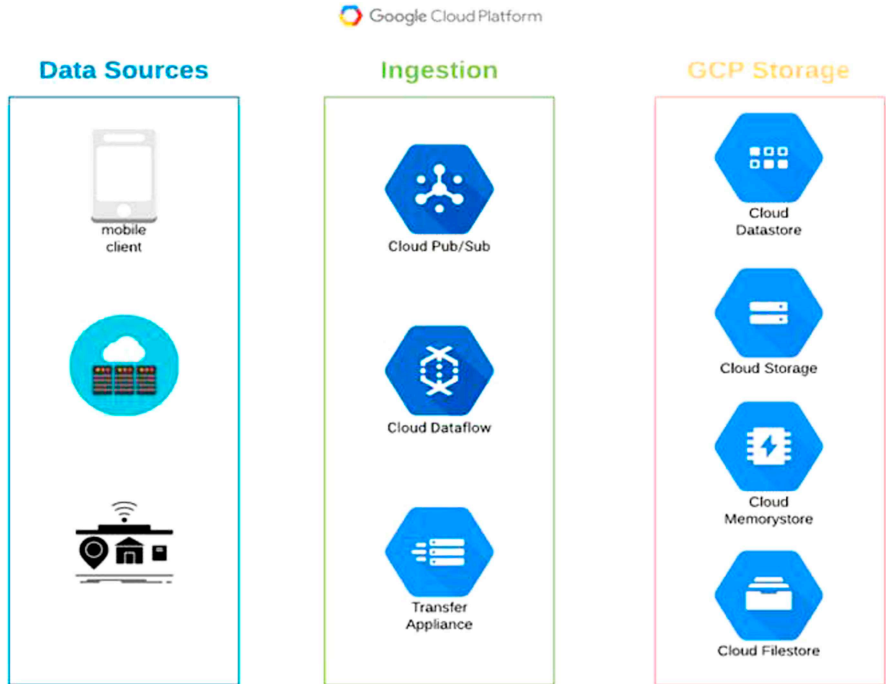 Google Cloud Platform
Data Sources
Ingestion
GCP Storage
mobile
client
Cloud Pub/Sub
Cloud Dataflow
Transfer
Appliance
Cloud
Datastore
Cloud Storage
Cloud
Memorystore
Cloud Filestore